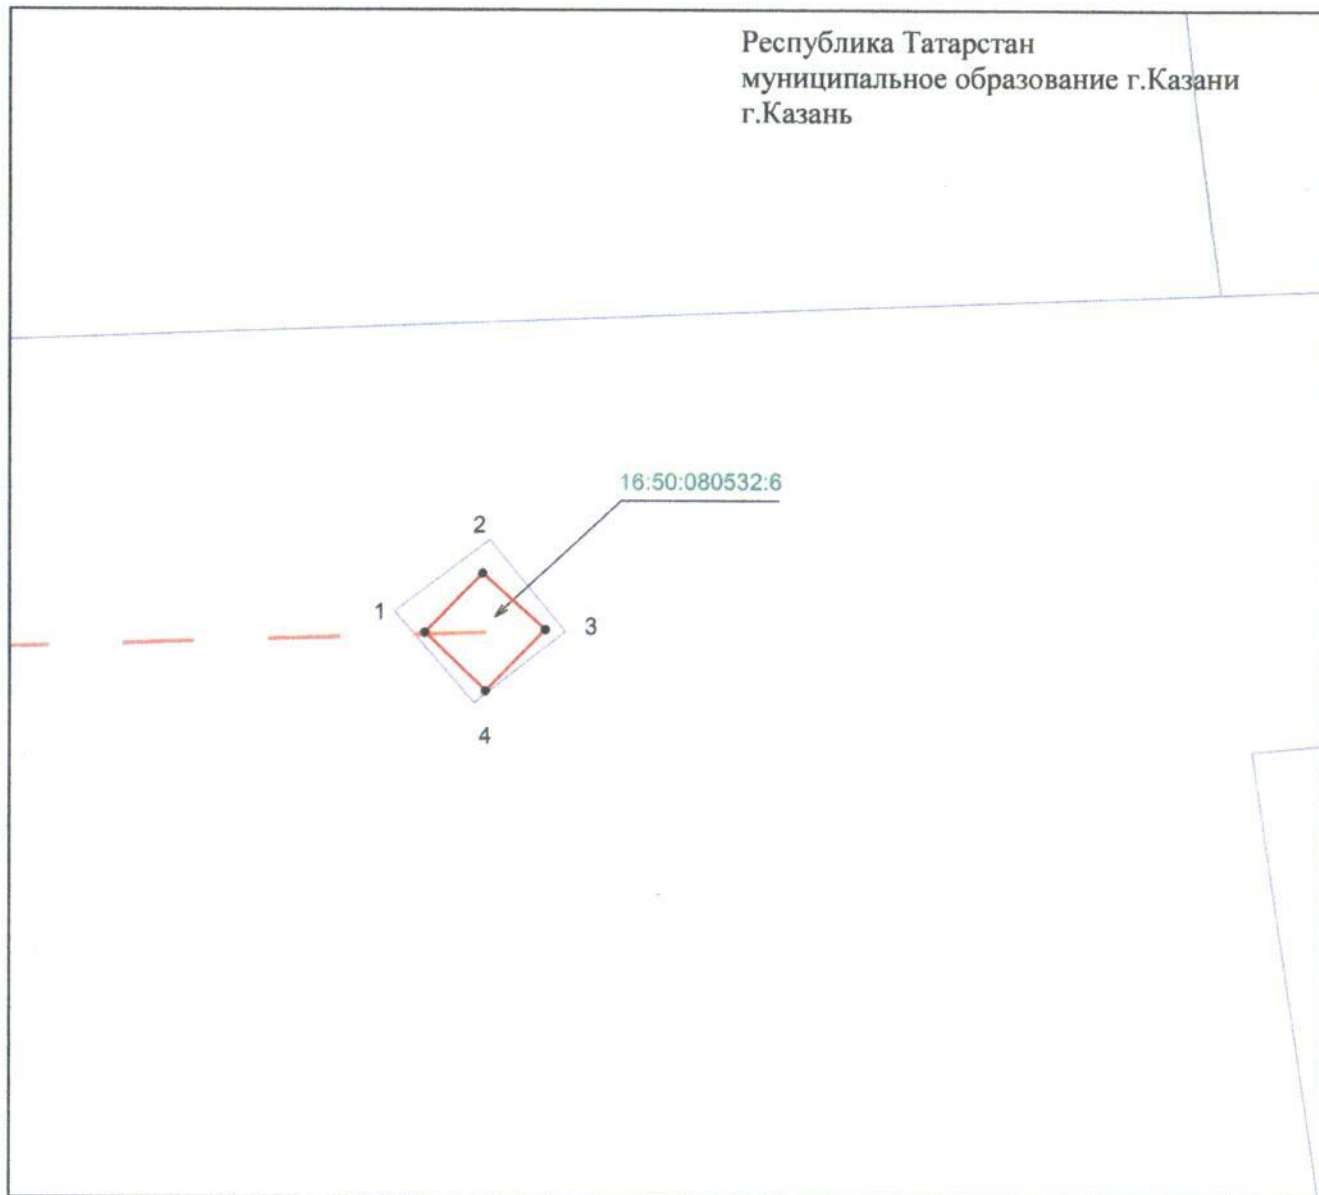 Республика Татарстан
муниципальное образование г.Казани
г.Казань
16:50:080532:6
2
1
3
4